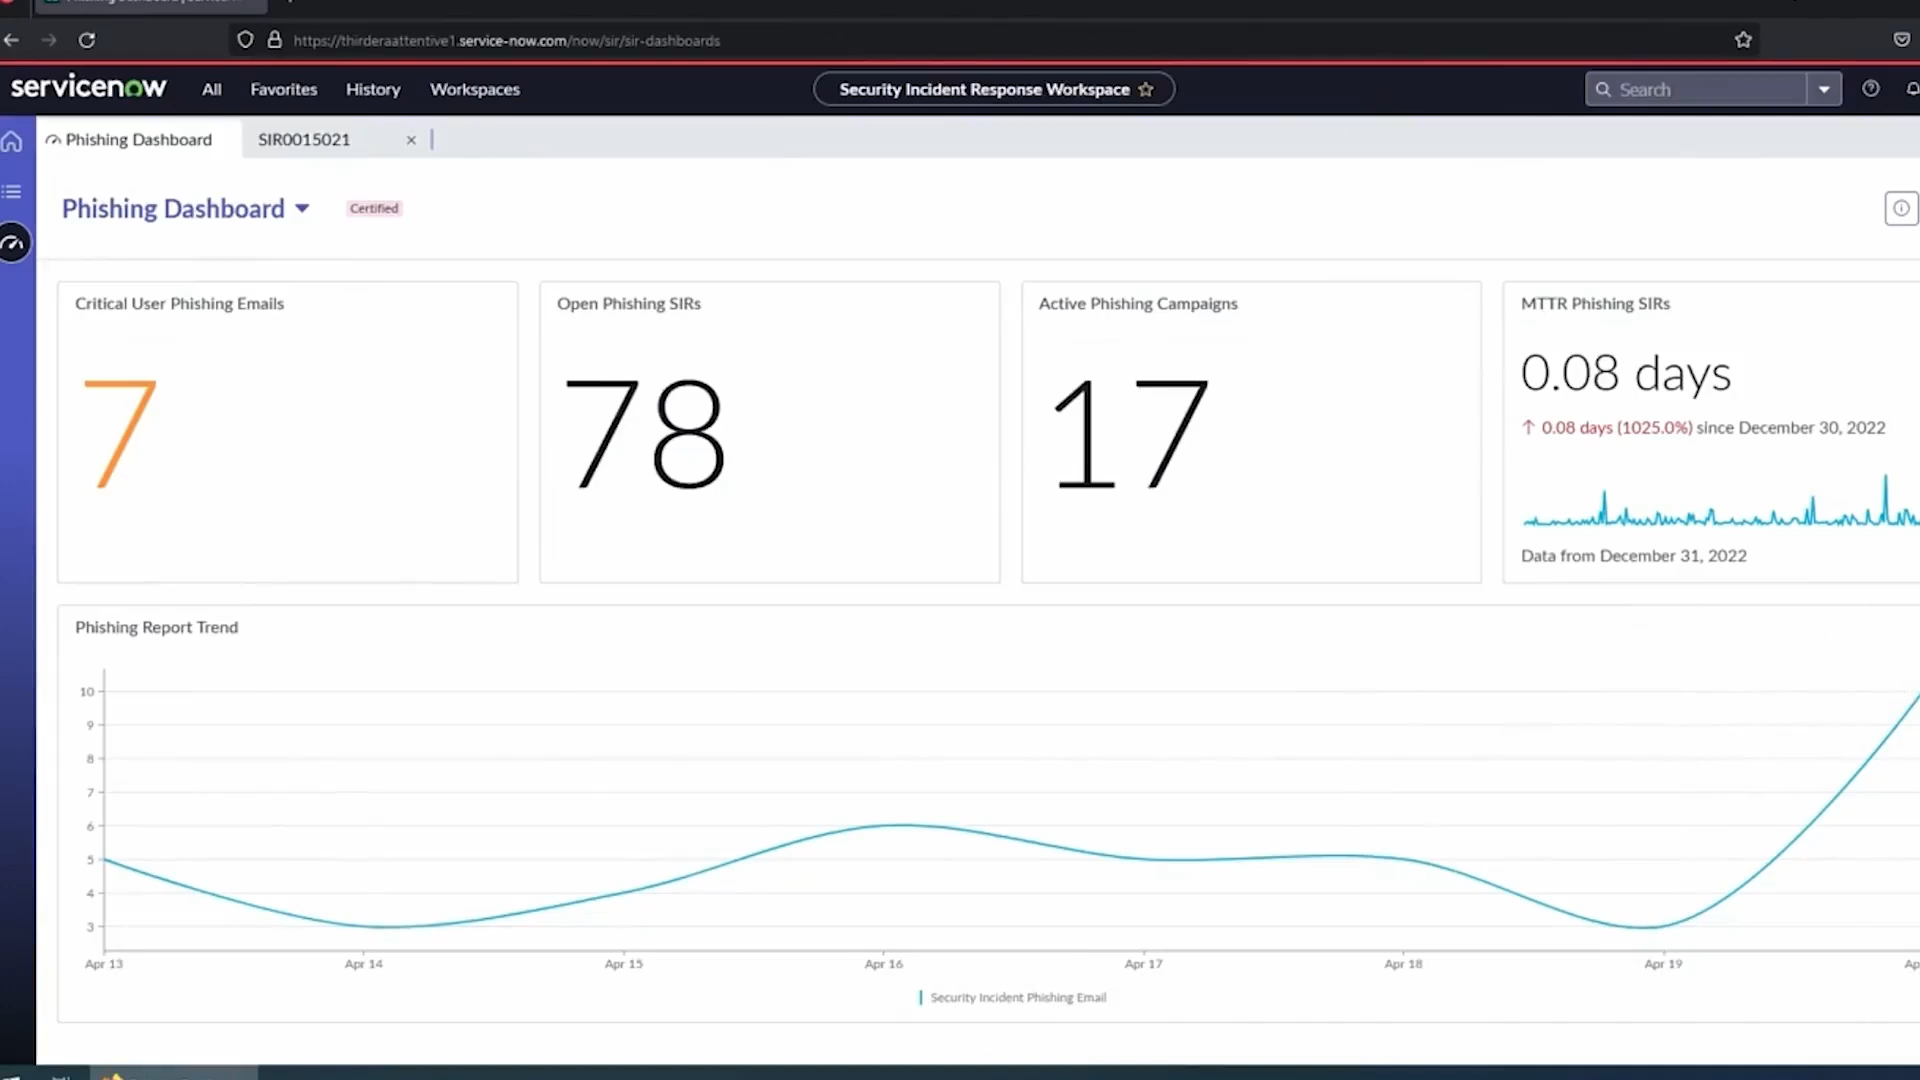 https://thirderaattentive1.service-now.com/now/sir/sir-dashboards
servicenow All Favorites History Workspaces Security Incident Response Workspace Search
Phishing Dashboard SIR0015021
Phishing Dashboard Certified
Critical User Phishing Emails
7
Open Phishing SIRs
78
Active Phishing Campaigns
17
MTTR Phishing SIRs
0.08 days
↑ 0.08 days (1025.0%) since December 30, 2022
Data from December 31, 2022
Phishing Report Trend
10
9
8
7
6
5
4
3
Apr 13 Apr 14 Apr 15 Apr 16 Apr 17 Apr 18 Apr 19
Security Incident Phishing Email